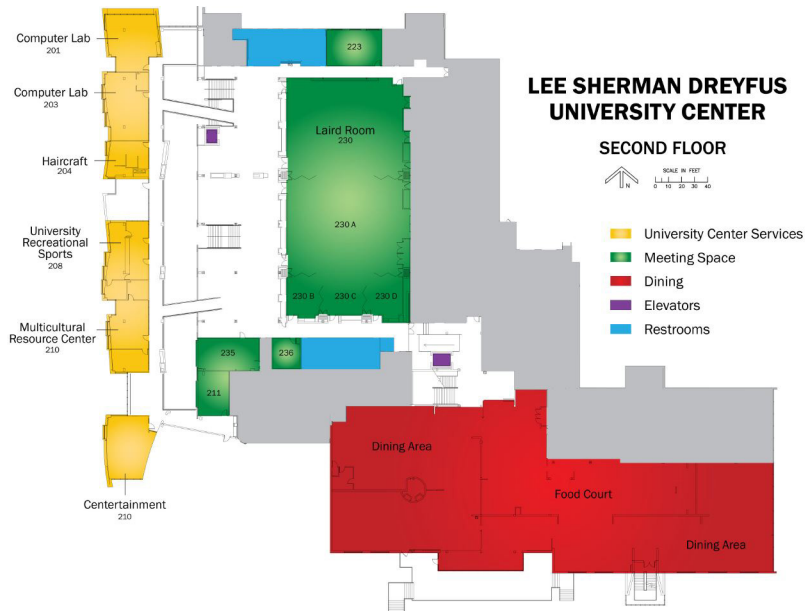 LEE SHERMAN DREYFUS
UNIVERSITY CENTER
SECOND FLOOR
N
SCALE IN FEET
0 10 20 30 40
University Center Services
Meeting Space
Dining
Elevators
Restrooms
Computer Lab
201
Computer Lab
203
Haircraft
204
University
Recreational
Sports
208
Multicultural
Resource Center
210
Centertainment
210
223
Laird Room
230
230 A
230 B
230 C
230 D
235
236
211
Dining Area
Food Court
Dining Area